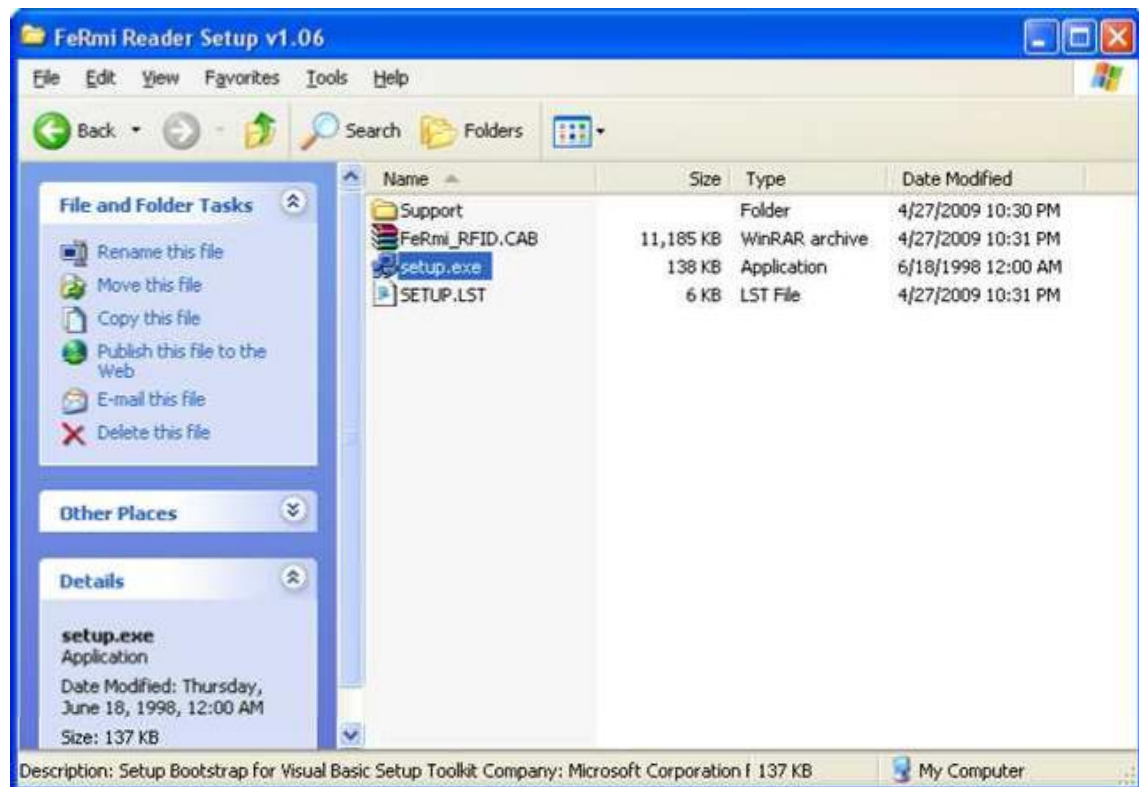 FeRmi Reader Setup v1.06
File Edit View Favorites Tools Help
Back Search Folders
File and Folder Tasks
Rename this file
Move this file
Copy this file
Publish this file to the
Web
E-mail this file
Delete this file
Other Places
Details
setup.exe
Application
Date Modified: Thursday,
June 18, 1998, 12:00 AM
Size: 137 KB
Name Size Type Date Modified
Support Folder 4/27/2009 10:30 PM
FeRmi_RFID.CAB 11,185 KB WinRAR archive 4/27/2009 10:31 PM
setup.exe 138 KB Application 6/18/1998 12:00 AM
SETUP.LST 6 KB LST File 4/27/2009 10:31 PM
Description: Setup Bootstrap for Visual Basic Setup Toolkit Company: Microsoft Corporation f 137 KB My Computer